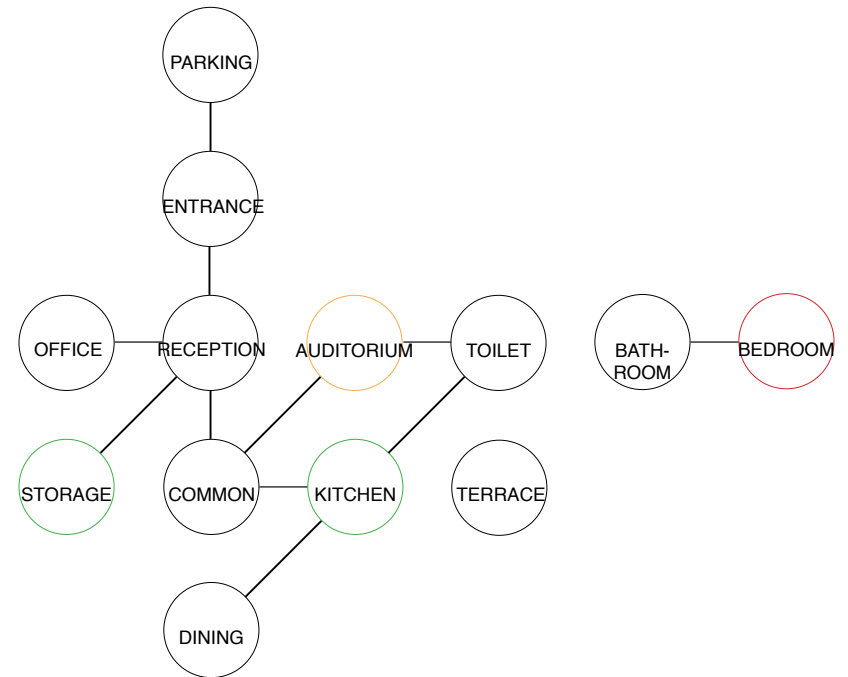 PARKING
ENTRANCE
OFFICE
RECEPTION
AUDITORIUM
TOILET
BATH-
ROOM
BEDROOM
STORAGE
COMMON
KITCHEN
TERRACE
DINING